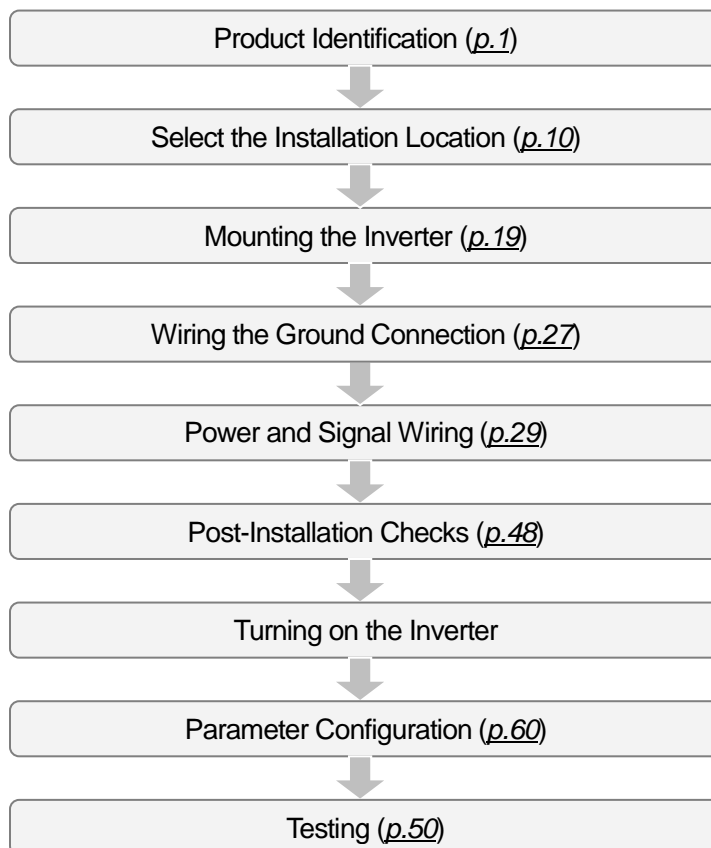 Product Identification (p.1)
Select the Installation Location (p.10)
Mounting the Inverter (p.19)
Wiring the Ground Connection (p.27)
Power and Signal Wiring (p.29)
Post-Installation Checks (p.48)
Turning on the Inverter
Parameter Configuration (p.60)
Testing (p.50)